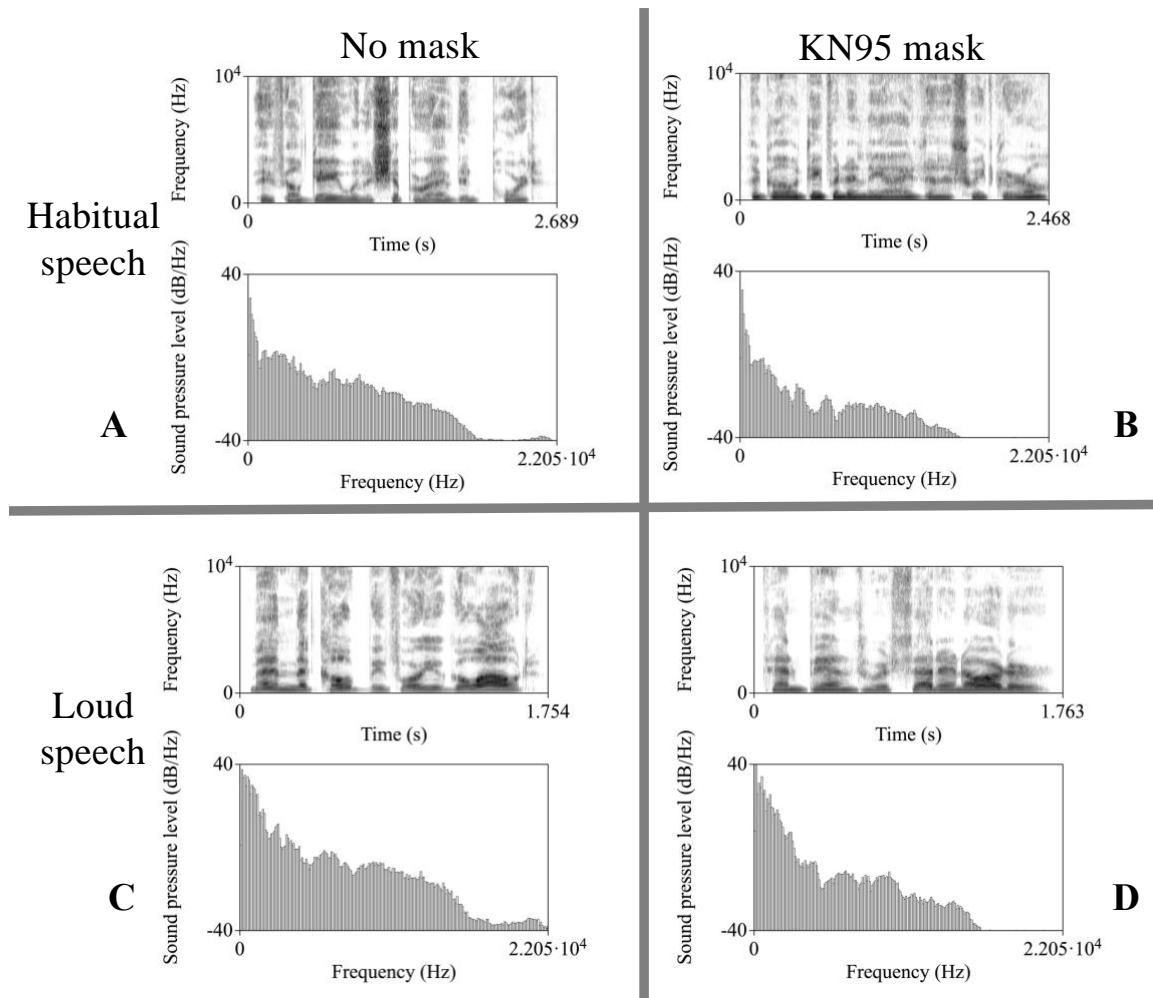 No mask
KN95 mask
Habitual
speech
Loud
speech
A
10⁴
Frequency (Hz)
0
0
2.689
Time (s)
40
Sound pressure level (dB/Hz)
-40
0
2.205·10⁴
Frequency (Hz)
B
10⁴
Frequency (Hz)
0
0
2.468
Time (s)
40
Sound pressure level (dB/Hz)
-40
0
2.205·10⁴
Frequency (Hz)
C
10⁴
Frequency (Hz)
0
0
1.754
Time (s)
40
Sound pressure level (dB/Hz)
-40
0
2.205·10⁴
Frequency (Hz)
D
10⁴
Frequency (Hz)
0
0
1.763
Time (s)
40
Sound pressure level (dB/Hz)
-40
0
2.205·10⁴
Frequency (Hz)